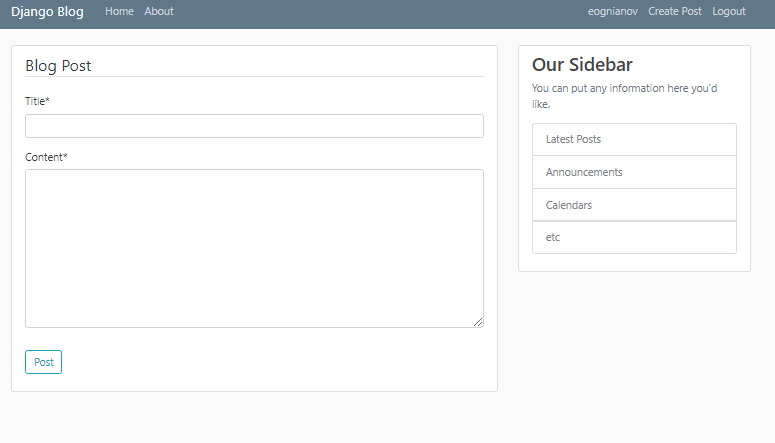 Django Blog Home About eognianov Create Post Logout
Blog Post
Title*
Content*
Post
Our Sidebar
You can put any information here you'd
like.
Latest Posts
Announcements
Calendars
etc